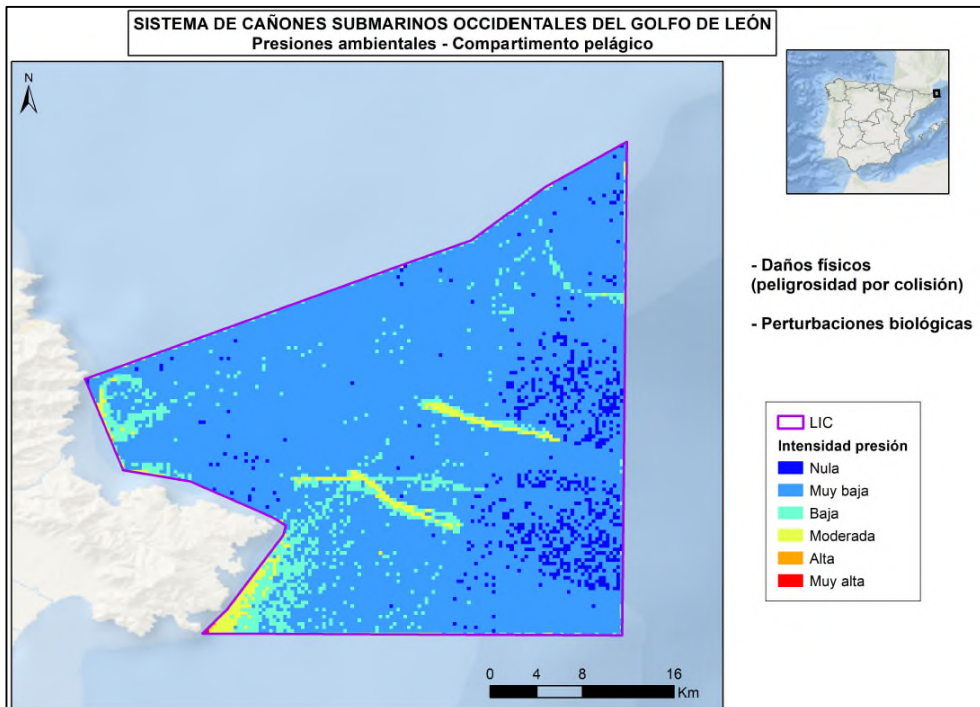 SISTEMA DE CAÑONES SUBMARINOS OCCIDENTALES DEL GOLFO DE LEÓN
Presiones ambientales - Compartimento pelágico
N
- Daños físicos
(peligrosidad por colisión)
- Perturbaciones biológicas
LIC
Intensidad presión
Nula
Muy baja
Baja
Moderada
Alta
Muy alta
0 4 8 16
Km